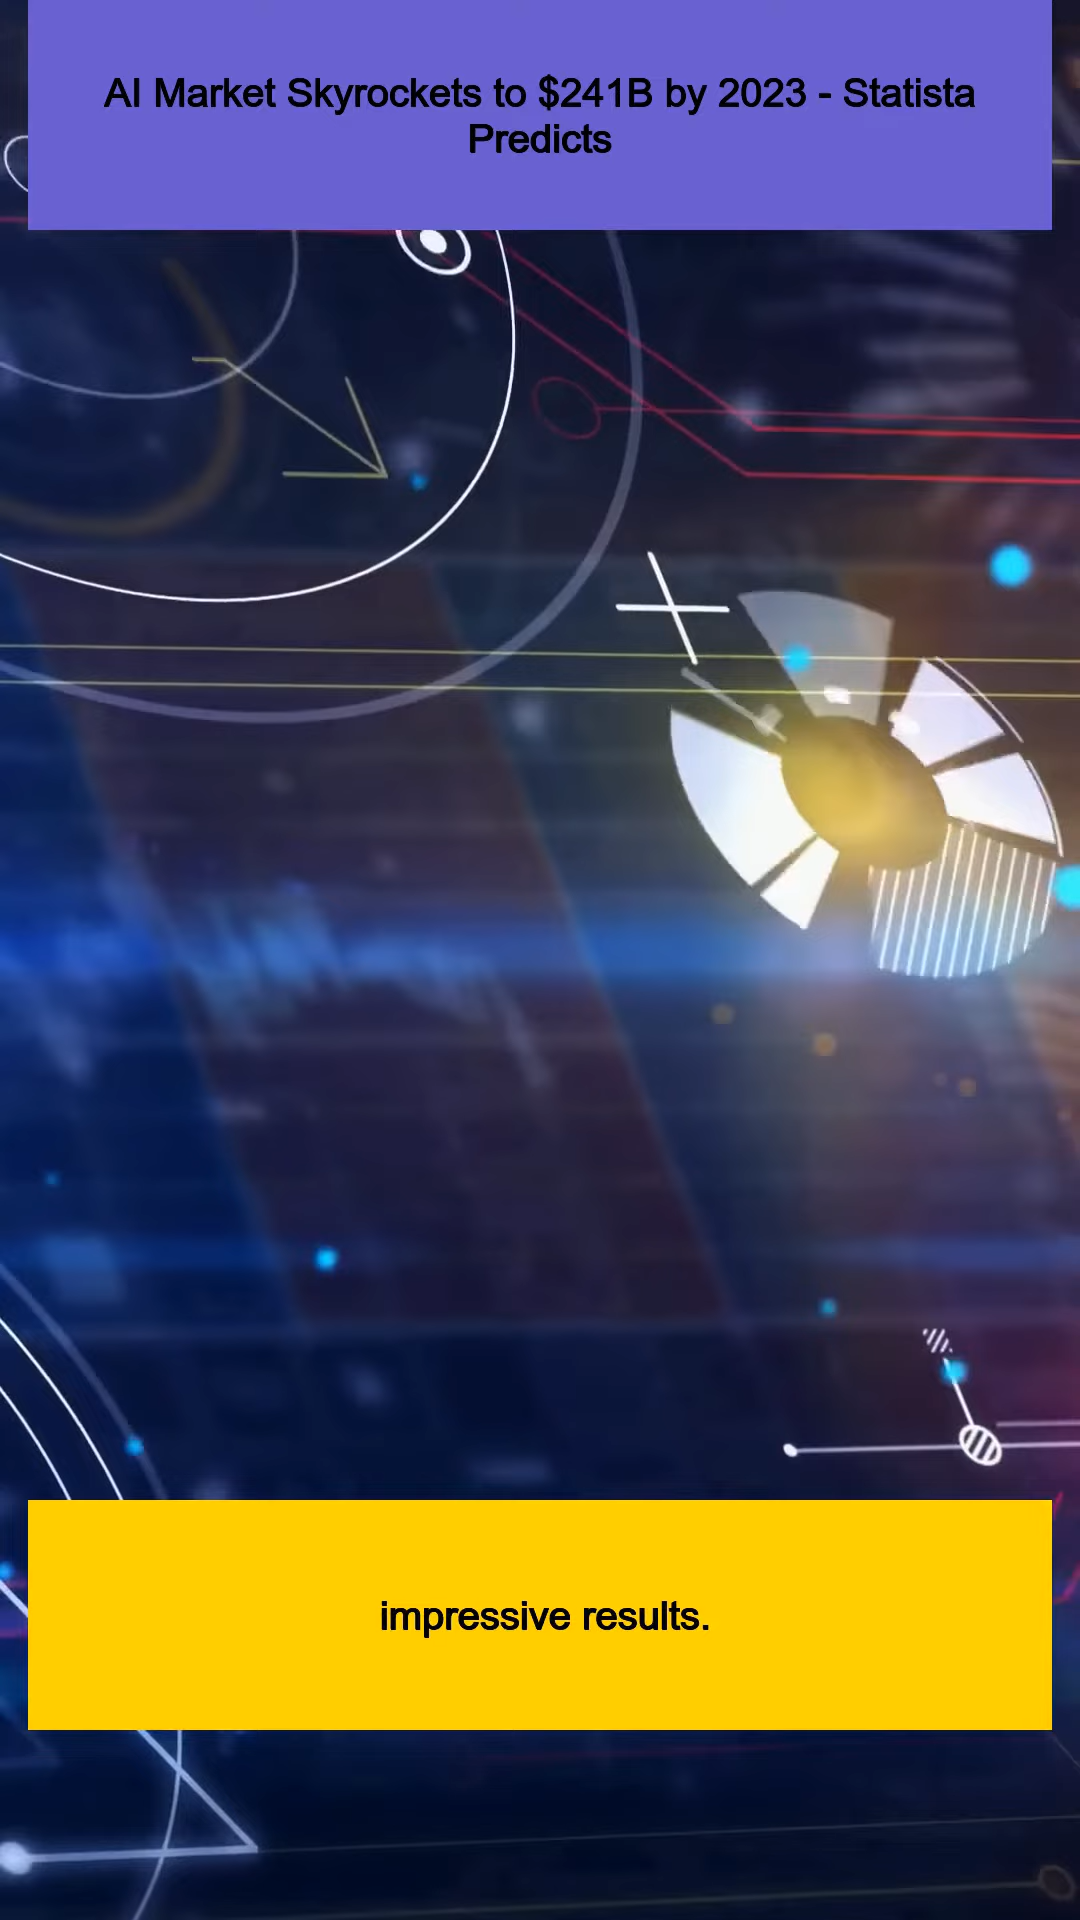 AI Market Skyrockets to $241B by 2023 - Statista
Predicts
impressive results.